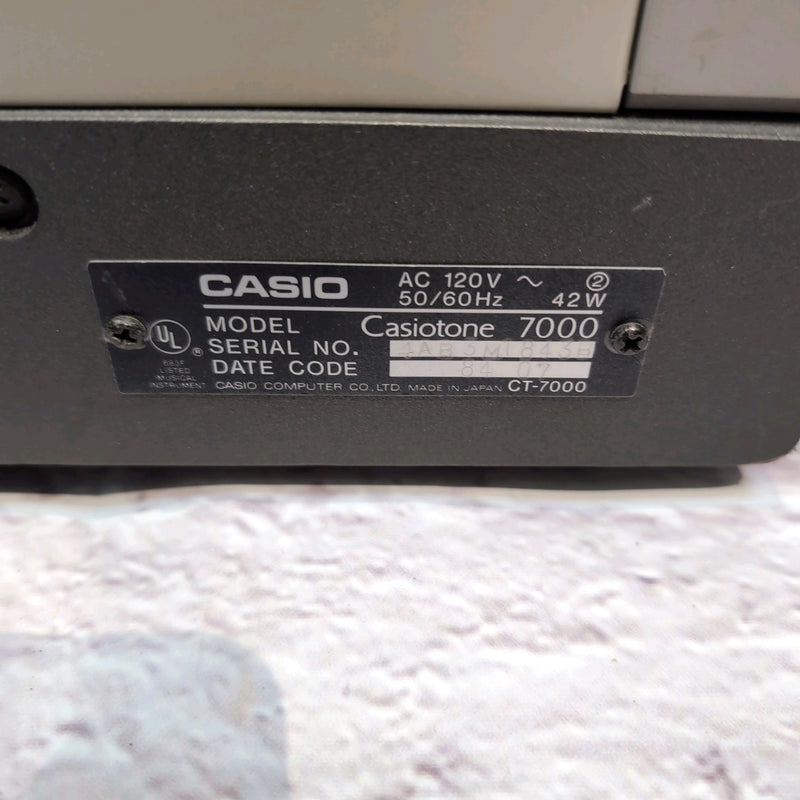 CASIO AC 120V ~ ②
50/60Hz 42W
UL ®
MODEL Casiotone 7000
SERIAL NO.
DATE CODE 84 07
683F
LISTED
MUSICAL
INSTRUMENT
CASIO COMPUTER CO., LTD. MADE IN JAPAN CT-7000